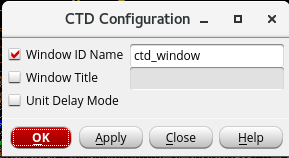 CTD Configuration
Window ID Name ctd_window
Window Title
Unit Delay Mode
OK Apply Close Help